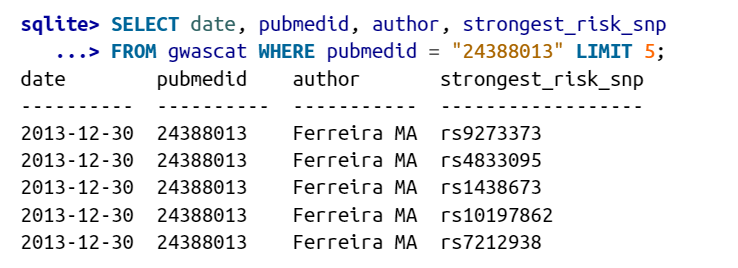 sqlite> SELECT date, pubmedid, author, strongest_risk_snp
   ...> FROM gwascat WHERE pubmedid = "24388013" LIMIT 5;
date        pubmedid    author       strongest_risk_snp
----------  ----------  -----------  ------------------
2013-12-30  24388013    Ferreira MA  rs9273373
2013-12-30  24388013    Ferreira MA  rs4833095
2013-12-30  24388013    Ferreira MA  rs1438673
2013-12-30  24388013    Ferreira MA  rs10197862
2013-12-30  24388013    Ferreira MA  rs7212938